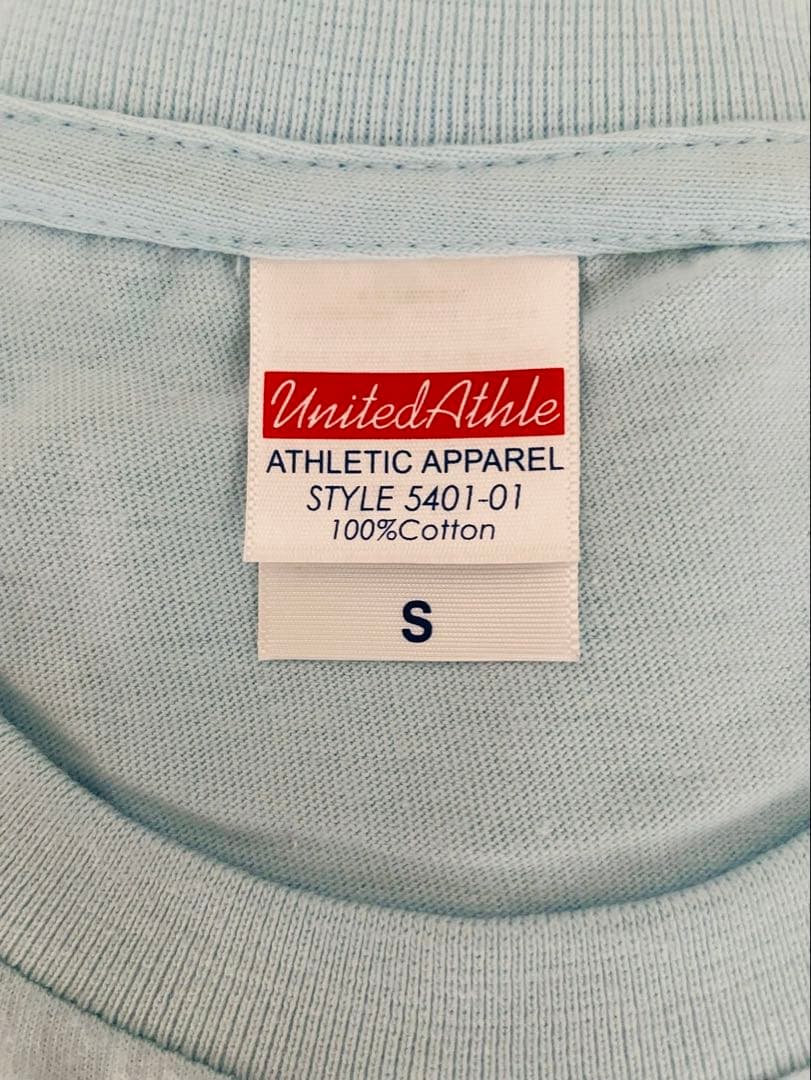 UnitedAthle
ATHLETIC APPAREL
STYLE 5401-01
100%Cotton
S